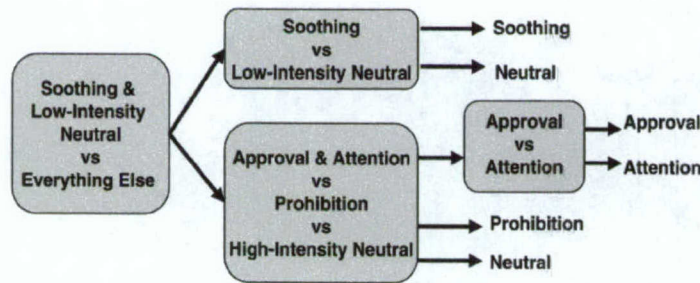 Soothing &
Low-Intensity
Neutral
vs
Everything Else
Soothing
vs
Low-Intensity Neutral
Soothing
Neutral
Approval & Attention
vs
Prohibition
vs
High-Intensity Neutral
Approval
vs
Attention
Approval
Attention
Prohibition
Neutral